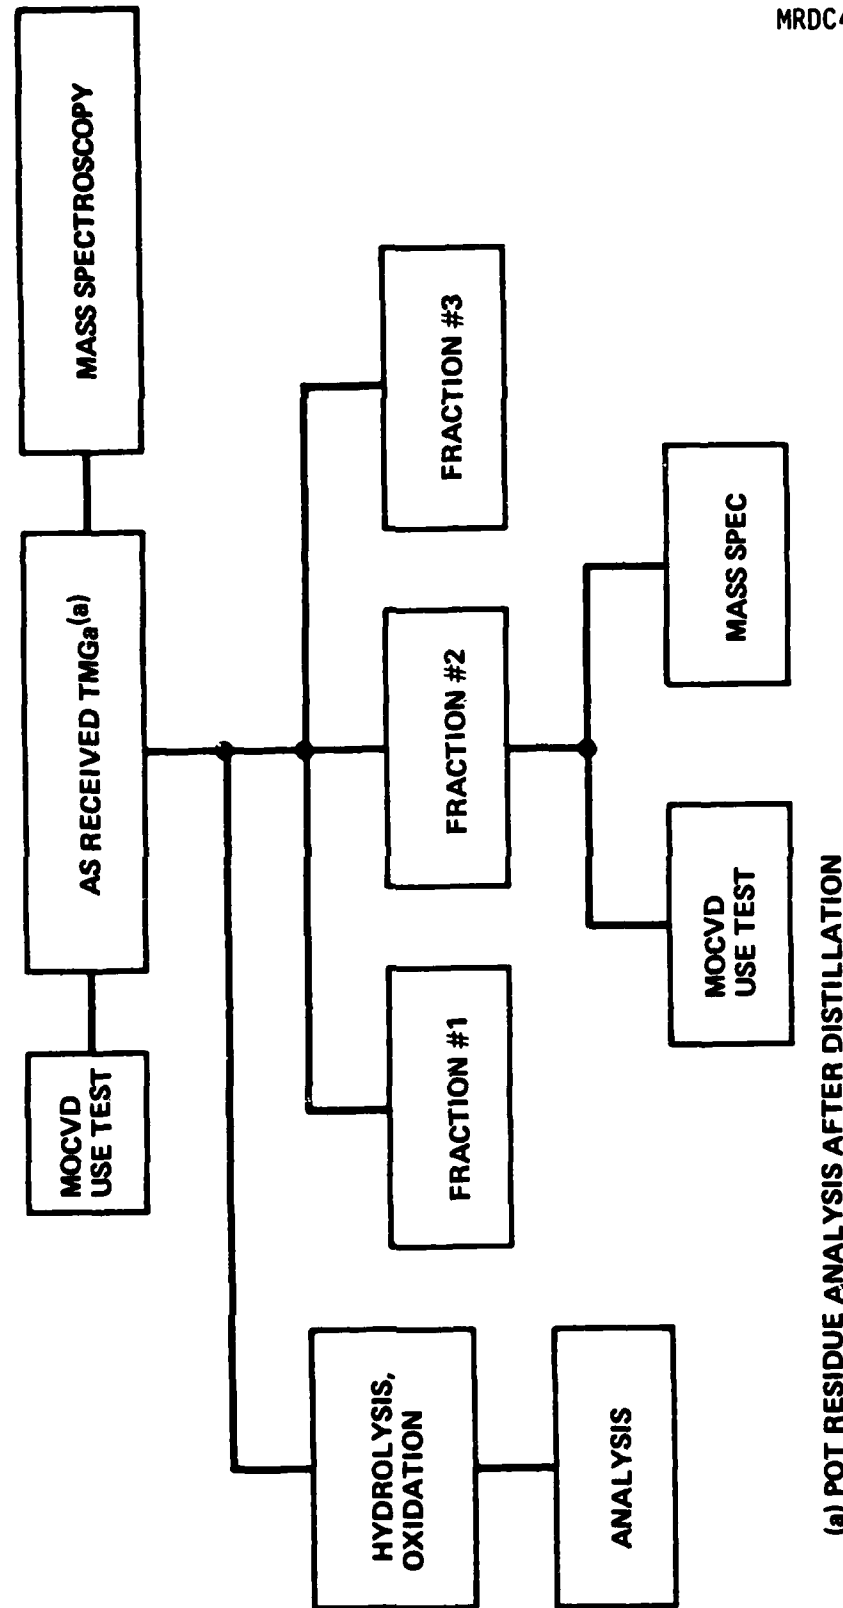 MRDC4
MOCVD
USE TEST
AS RECEIVED TMGa(a)
MASS SPECTROSCOPY
HYDROLYSIS,
OXIDATION
ANALYSIS
FRACTION #1
FRACTION #2
FRACTION #3
MOCVD
USE TEST
MASS SPEC
(a) POT RESIDUE ANALYSIS AFTER DISTILLATION